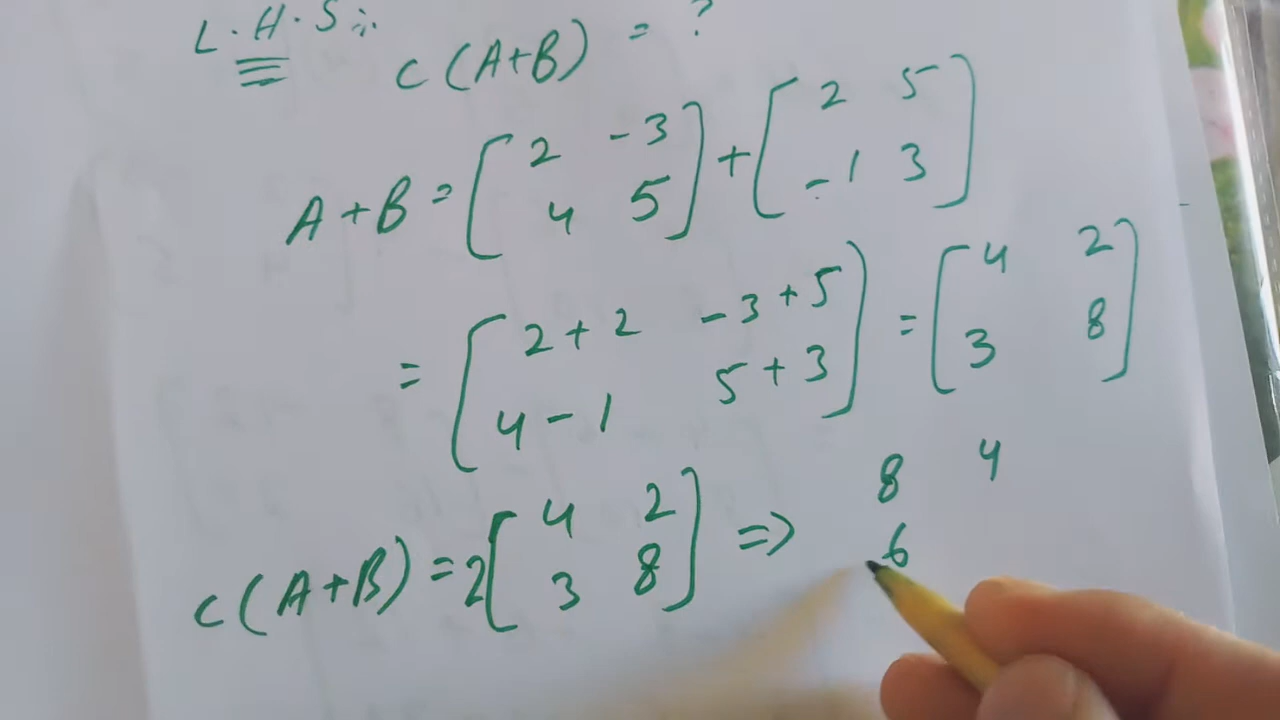 L.H.S:.
C(A+B) = ?
A+B = [ 2 -3
4 5 ] + [ 2 5
-1 3 ]
= [ 2+2 -3+5
4-1 5+3 ] = [ 4 2
3 8 ]
C(A+B) = 2[ 4 2
3 8 ] => 8 4
6